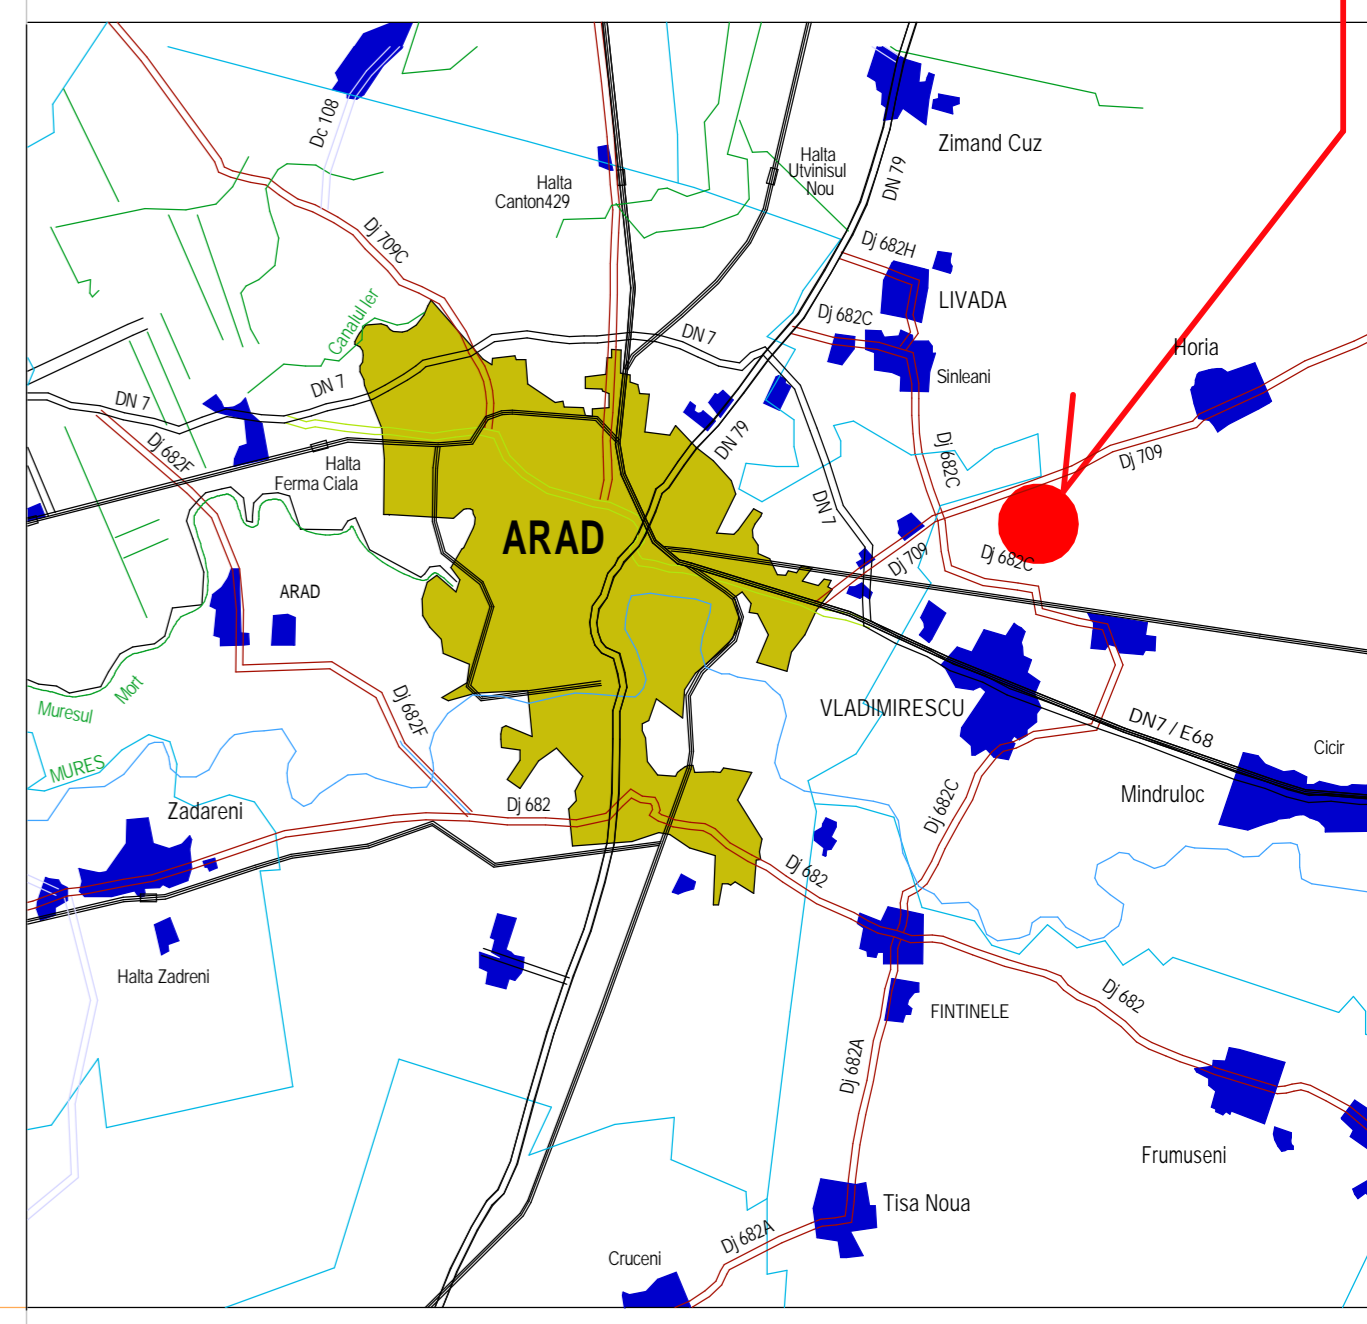 Dc 108
Zimand Cuz
DN 79
Halta
Utvinisul
Nou
Halta
Canton429
Dj 709C
Dj 682H
LIVADA
Canalul Ier
Dj 682C
DN 7
Horia
Sinleani
DN 7
DN 7
Dj 682F
DN 79
Dj 682C
Dj 709
Halta
Ferma Ciala
DN 7
ARAD
Dj 709
Dj 682C
ARAD
Mort
Muresul
Dj 682F
VLADIMIRESCU
DN7 / E68
Cicir
MURES
Mindruloc
Zadareni
Dj 682
Dj 682C
Dj 682
Halta Zadreni
Dj 682
FINTINELE
Dj 682A
Frumuseni
Tisa Noua
Dj 682A
Cruceni